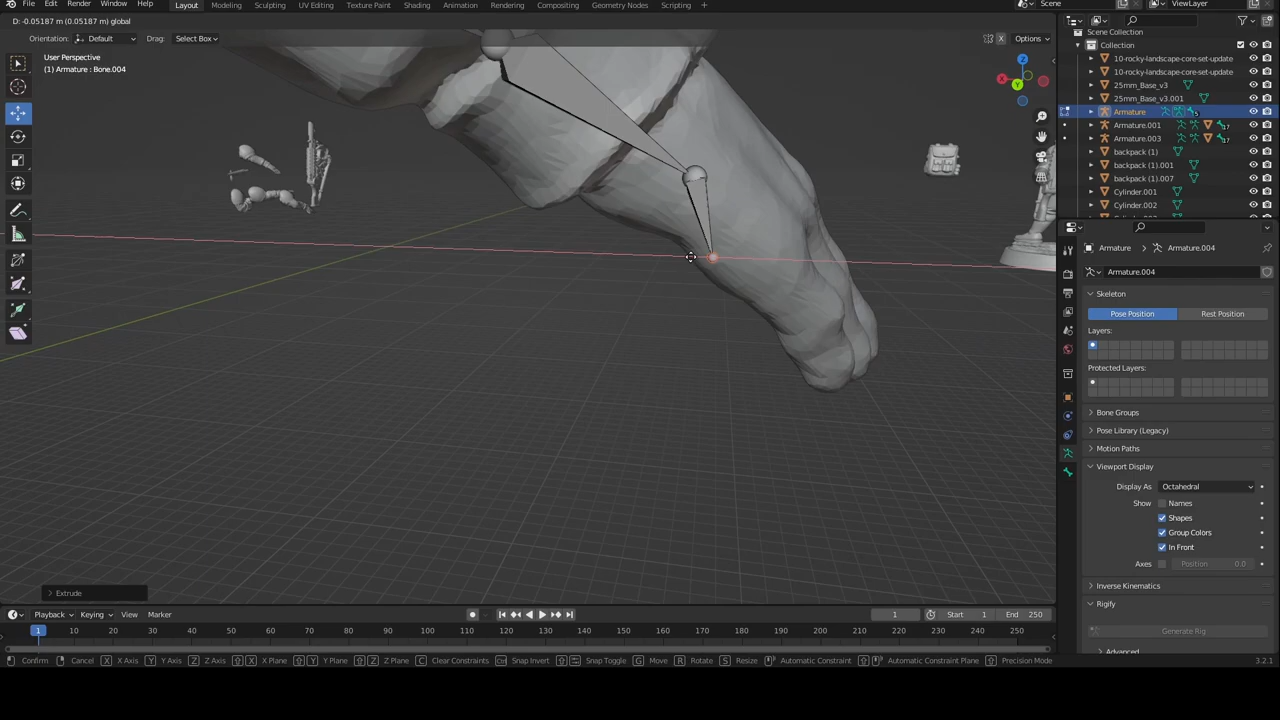 File Edit Render Window Help Layout Modeling Sculpting UV Editing Texture Paint Shading Animation Rendering Compositing Geometry Nodes Scripting + Scene ViewLayer
D: -0.05187 m (0.05187 m) global
Orientation: Default Drag: Select Box X Options
User Perspective
(1) Armature : Bone.004
Scene Collection
Collection
10-rocky-landscape-core-set-update
10-rocky-landscape-core-set-update
25mm_Base_v3
25mm_Base_v3.001
Armature 5
Armature.001 17
Armature.003 17
backpack (1)
backpack (1).001
backpack (1).007
Cylinder.001
Cylinder.002
Armature > Armature.004
Armature.004
Skeleton
Pose Position Rest Position
Layers:
Protected Layers:
Bone Groups
Pose Library (Legacy)
Motion Paths
Viewport Display
Display As Octahedral
Show Names
Shapes
Group Colors
In Front
Axes Position 0.0
Inverse Kinematics
Rigify
Generate Rig
Advanced
> Extrude
Playback Keying View Marker 1 Start 1 End 250
1 10 20 30 40 50 60 70 80 90 100 110 120 130 140 150 160 170 180 190 200 210 220 230 240 250
Confirm Cancel X X Axis Y Y Axis Z Z Axis X X Plane Y Y Plane Z Z Plane C Clear Constraints Snap Invert Snap Toggle G Move R Rotate S Resize Automatic Constraint Automatic Constraint Plane Precision Mode 3.2.1